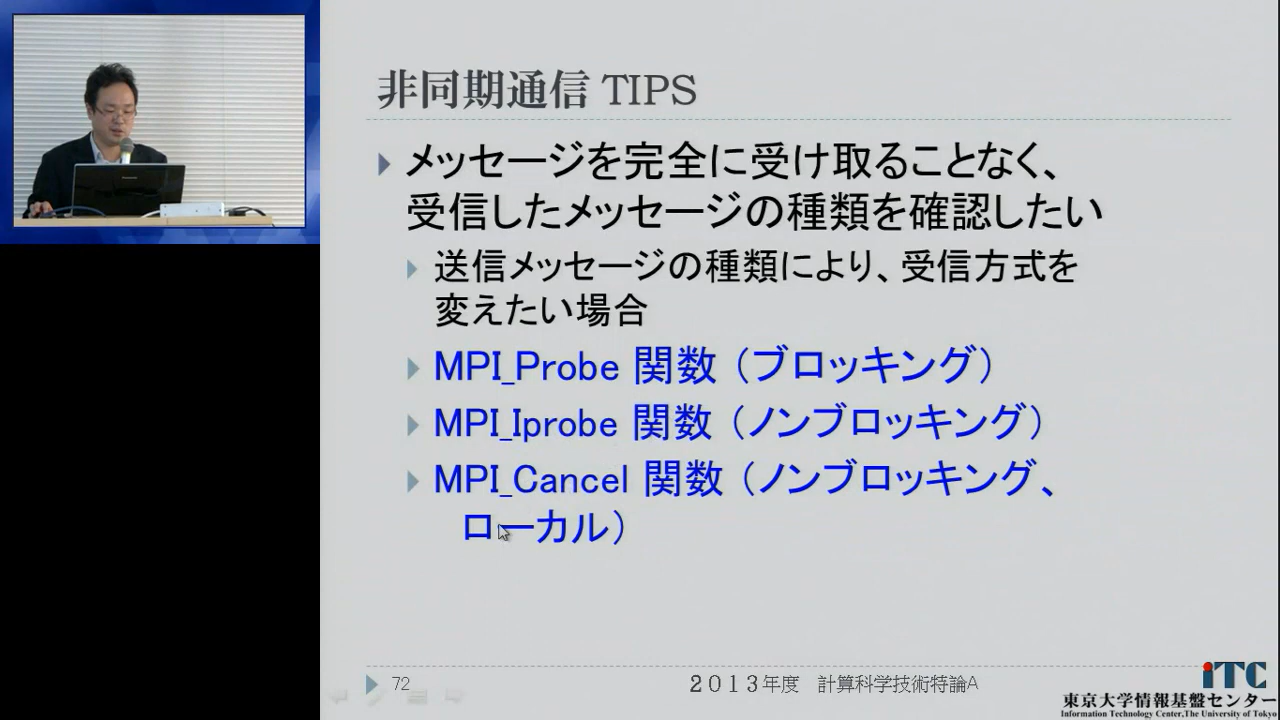 非同期通信 TIPS
メッセージを完全に受け取ることなく、
受信したメッセージの種類を確認したい
送信メッセージの種類により、受信方式を
変えたい場合
MPI_Probe 関数 (ブロッキング)
MPI_Iprobe 関数 (ノンブロッキング)
MPI_Cancel 関数 (ノンブロッキング、
ローカル)
72
2013年度 計算科学技術特論A
iTC
東京大学情報基盤センター
Information Technology Center,The University of Tokyo